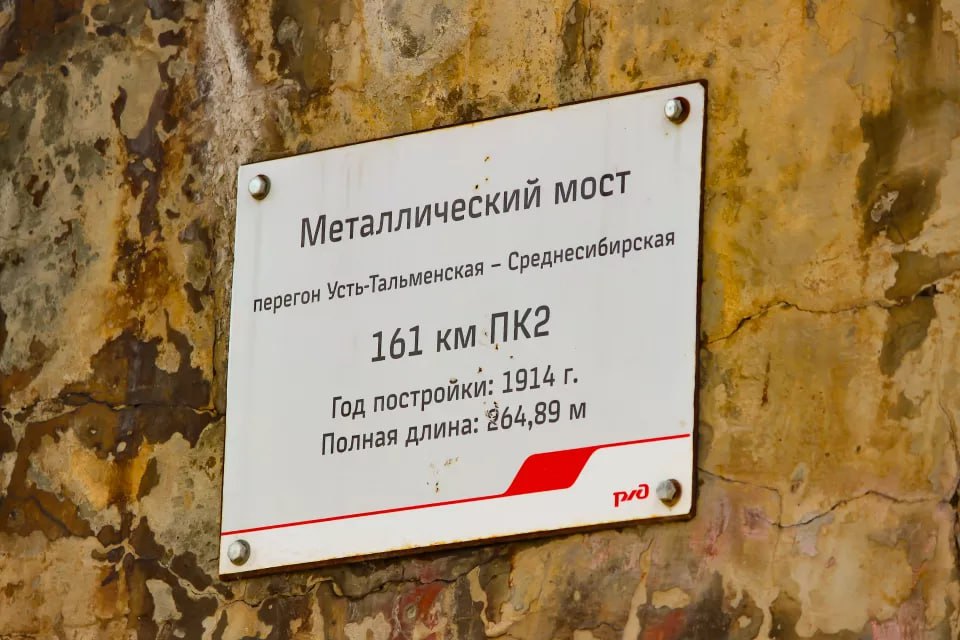 Металлический мост
перегон Усть-Тальменская – Среднесибирская
161 км ПК2
Год постройки: 1914 г.
Полная длина: 264,89 м
ржд